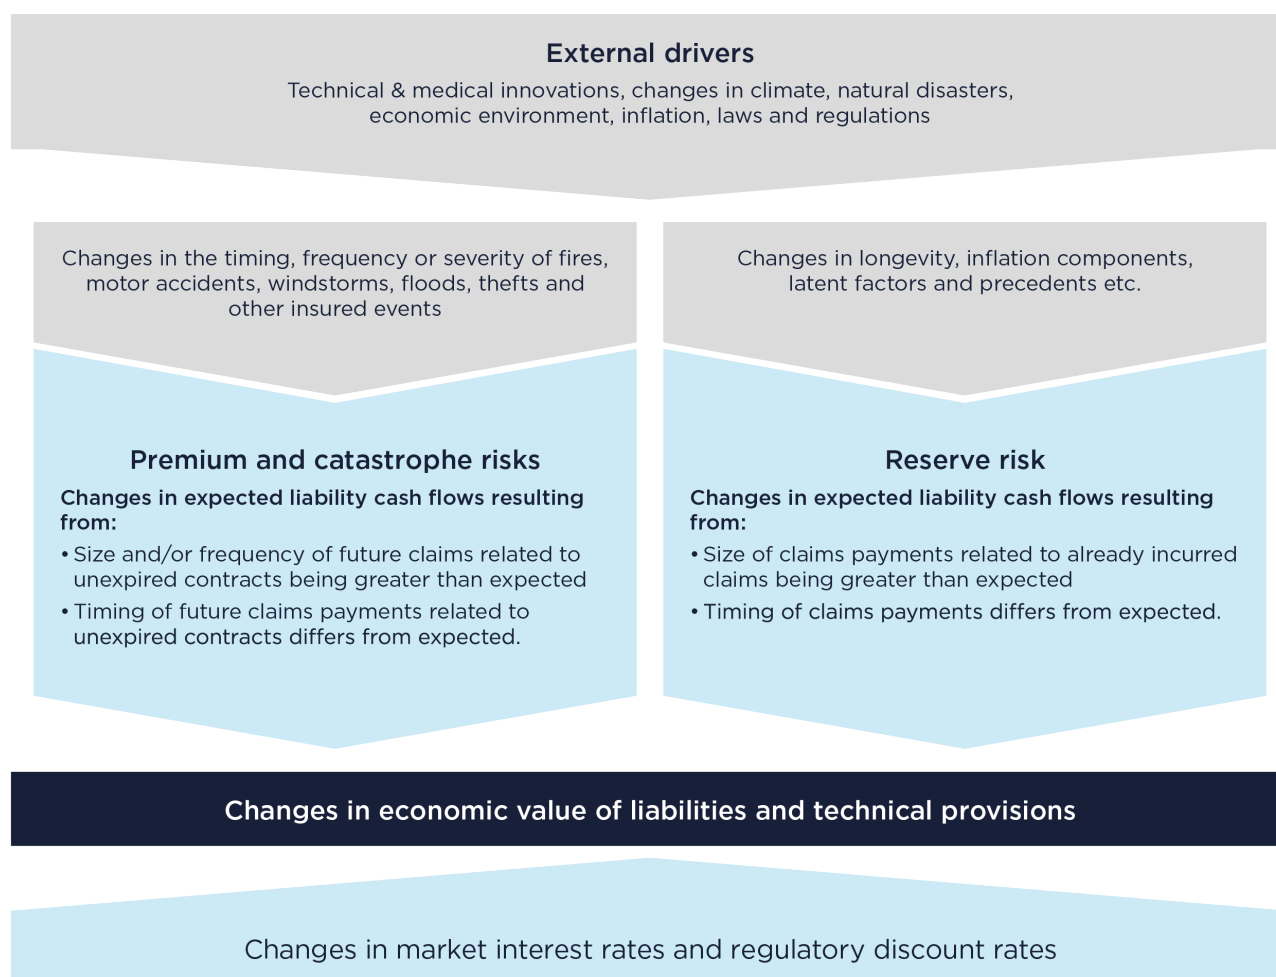 External drivers
Technical & medical innovations, changes in climate, natural disasters,
economic environment, inflation, laws and regulations
Changes in the timing, frequency or severity of fires,
motor accidents, windstorms, floods, thefts and
other insured events
Changes in longevity, inflation components,
latent factors and precedents etc.
Premium and catastrophe risks
Changes in expected liability cash flows resulting
from:
• Size and/or frequency of future claims related to
unexpired contracts being greater than expected
• Timing of future claims payments related to
unexpired contracts differs from expected.
Reserve risk
Changes in expected liability cash flows resulting
from:
• Size of claims payments related to already incurred
claims being greater than expected
• Timing of claims payments differs from expected.
Changes in economic value of liabilities and technical provisions
Changes in market interest rates and regulatory discount rates